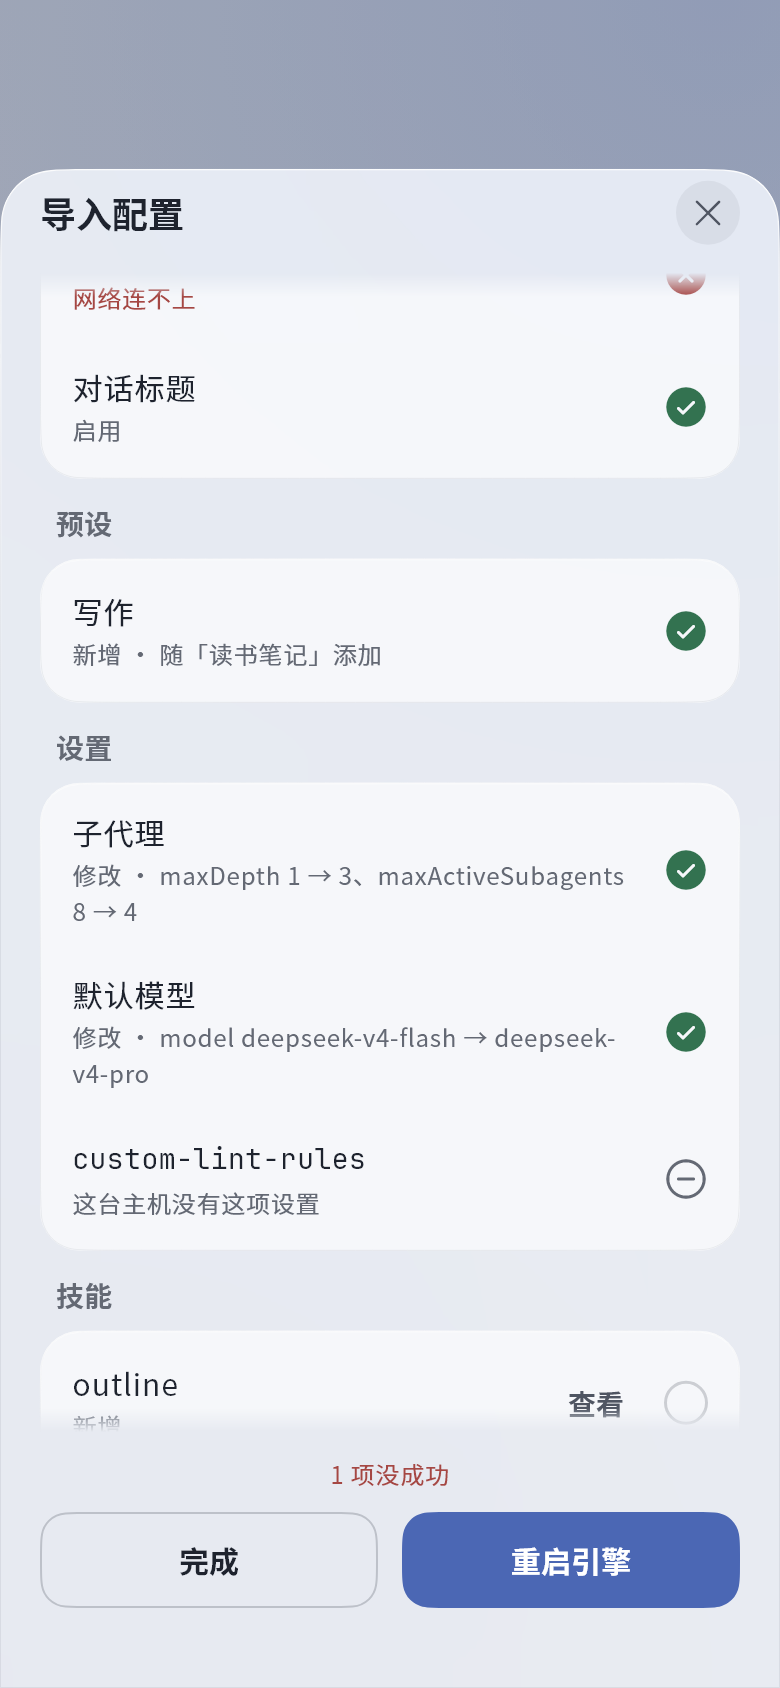 导入配置
网络连不上
对话标题
启用
预设
写作
新增 · 随「读书笔记」添加
设置
子代理
修改 · maxDepth 1 → 3、maxActiveSubagents
8 → 4
默认模型
修改 · model deepseek-v4-flash → deepseek-
v4-pro
custom-lint-rules
这台主机没有这项设置
技能
outline
查看
新增
1 项没成功
完成
重启引擎